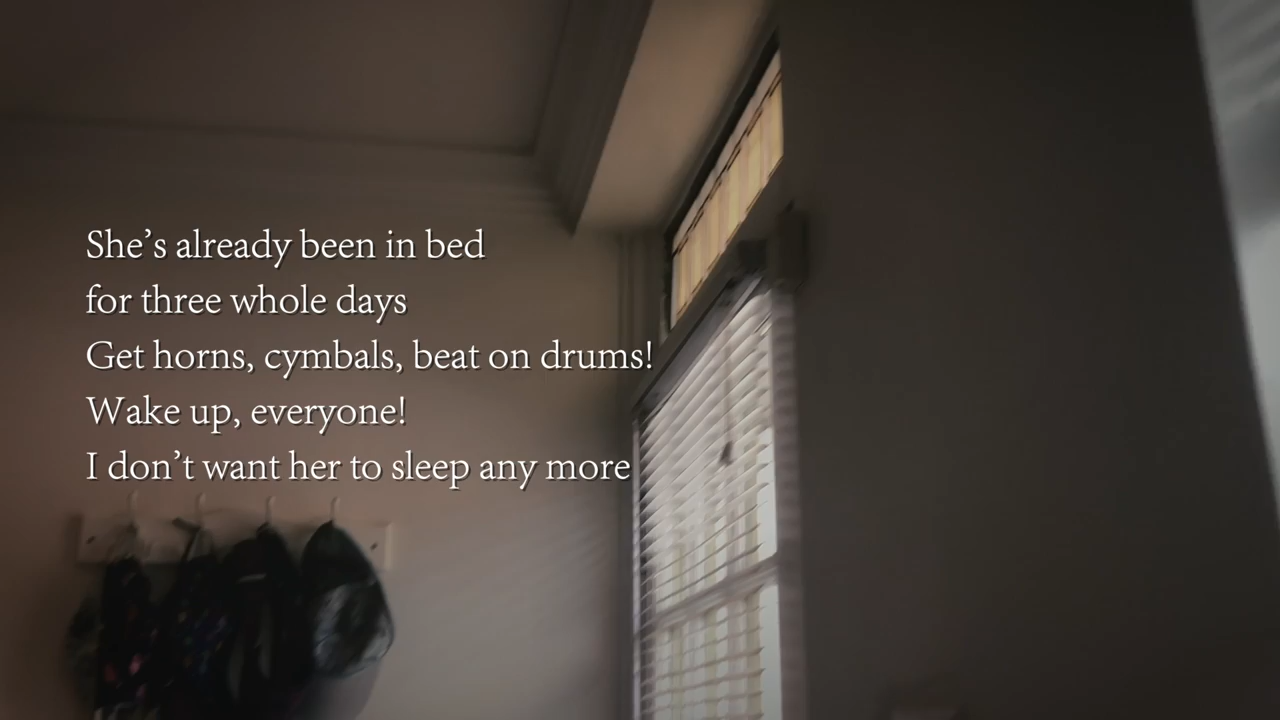 She’s already been in bed
for three whole days
Get horns, cymbals, beat on drums!
Wake up, everyone!
I don’t want her to sleep any more